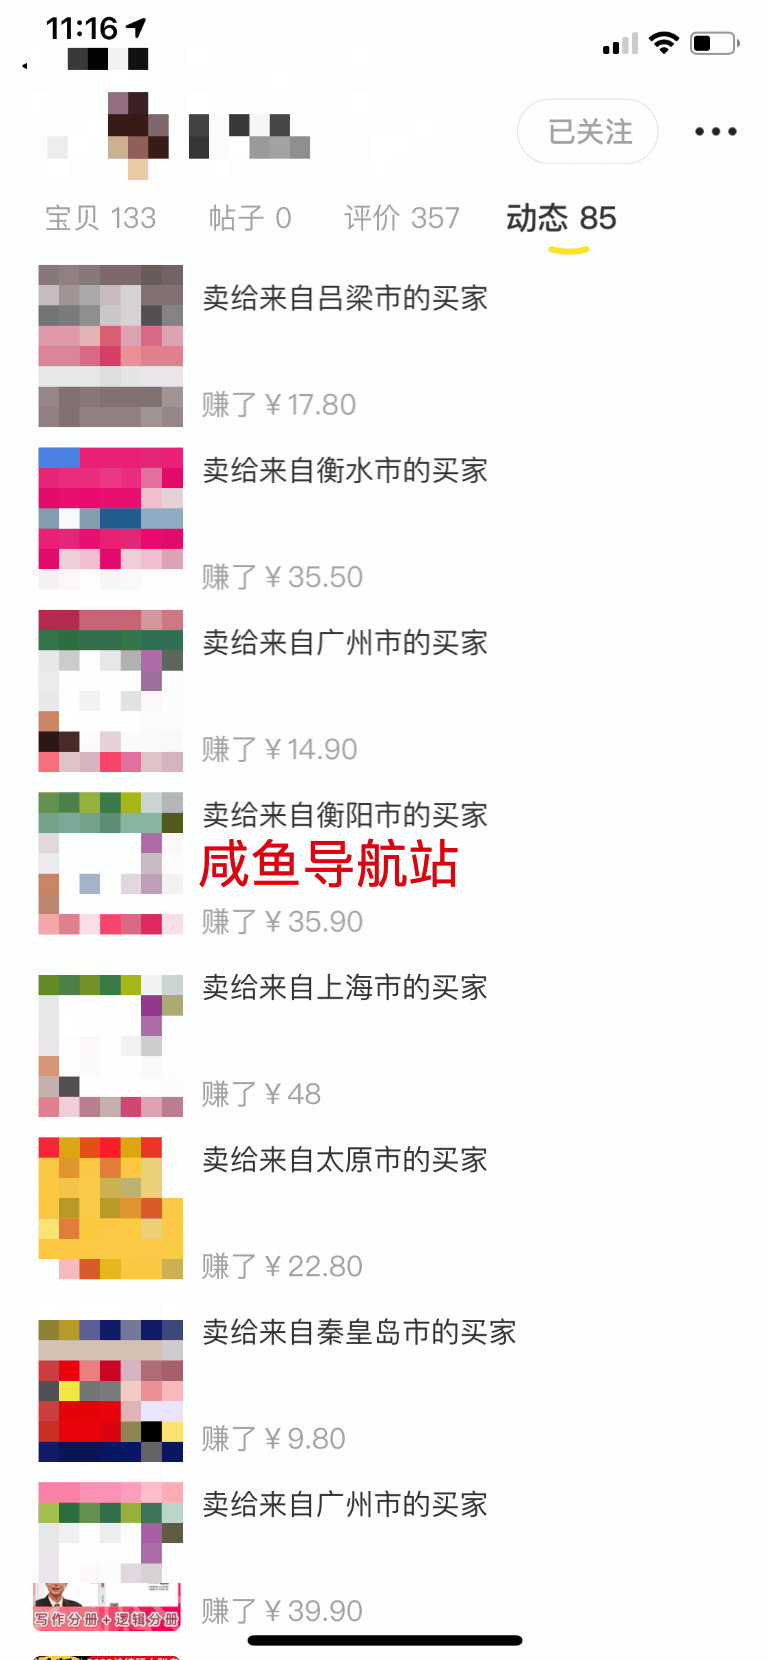 11:16
已关注
宝贝 133 帖子 0 评价 357 动态 85
卖给来自吕梁市的买家
赚了 ¥17.80
卖给来自衡水市的买家
赚了 ¥35.50
卖给来自广州市的买家
赚了 ¥14.90
卖给来自衡阳市的买家
咸鱼导航站
赚了 ¥35.90
卖给来自上海市的买家
赚了 ¥48
卖给来自太原市的买家
赚了 ¥22.80
卖给来自秦皇岛市的买家
赚了 ¥9.80
卖给来自广州市的买家
写作分册+逻辑分册
赚了 ¥39.90